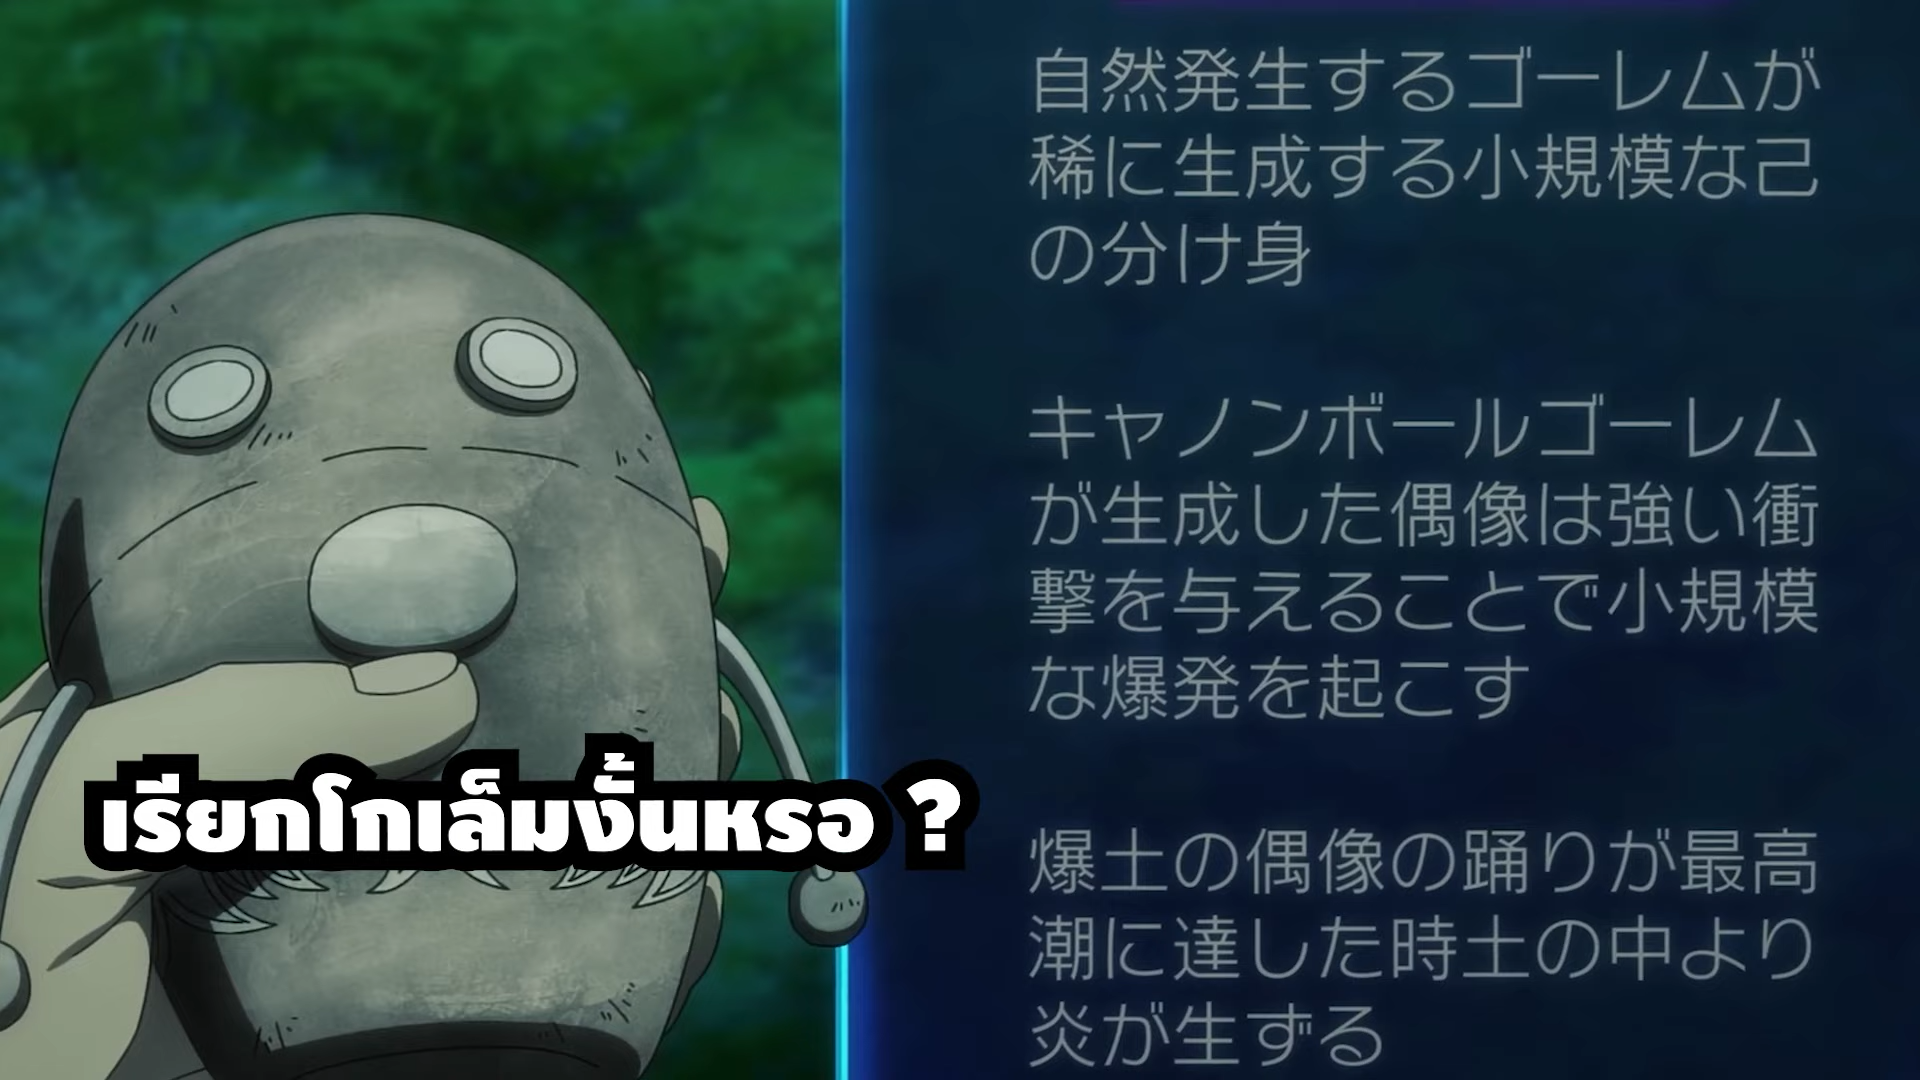 自然発生するゴーレムが
稀に生成する小規模な己
の分け身
キャノンボールゴーレム
が生成した偶像は強い衝
撃を与えることで小規模
な爆発を起こす
爆土の偶像の踊りが最高
潮に達した時土の中より
炎が生ずる
เรียกโกเล็มงั้นหรอ ?